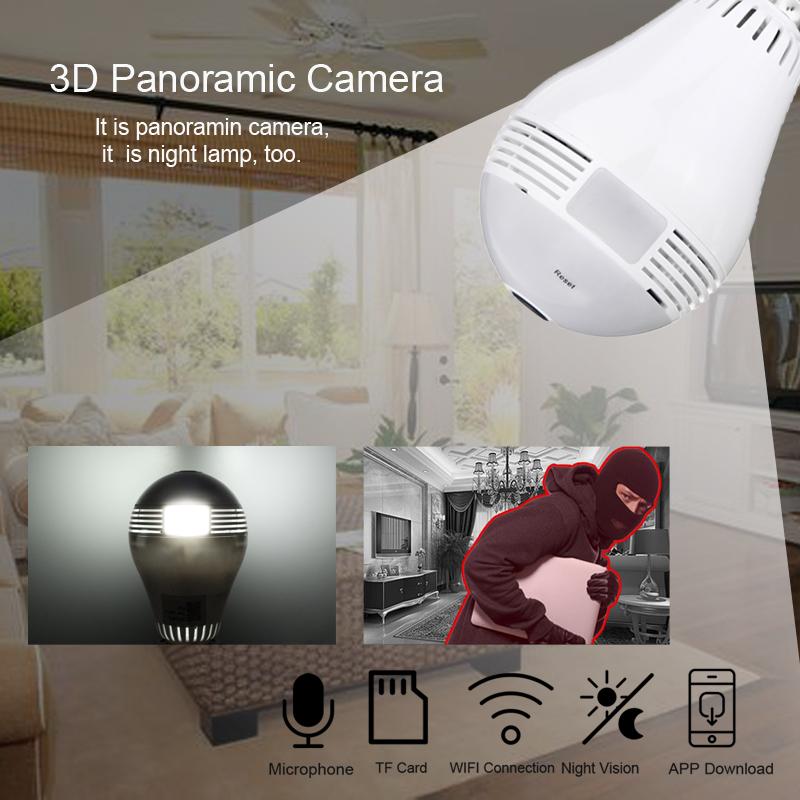 3D Panoramic Camera
It is panoramin camera,
it is night lamp, too.
Reset
Microphone
TF Card
WIFI Connection
Night Vision
APP Download